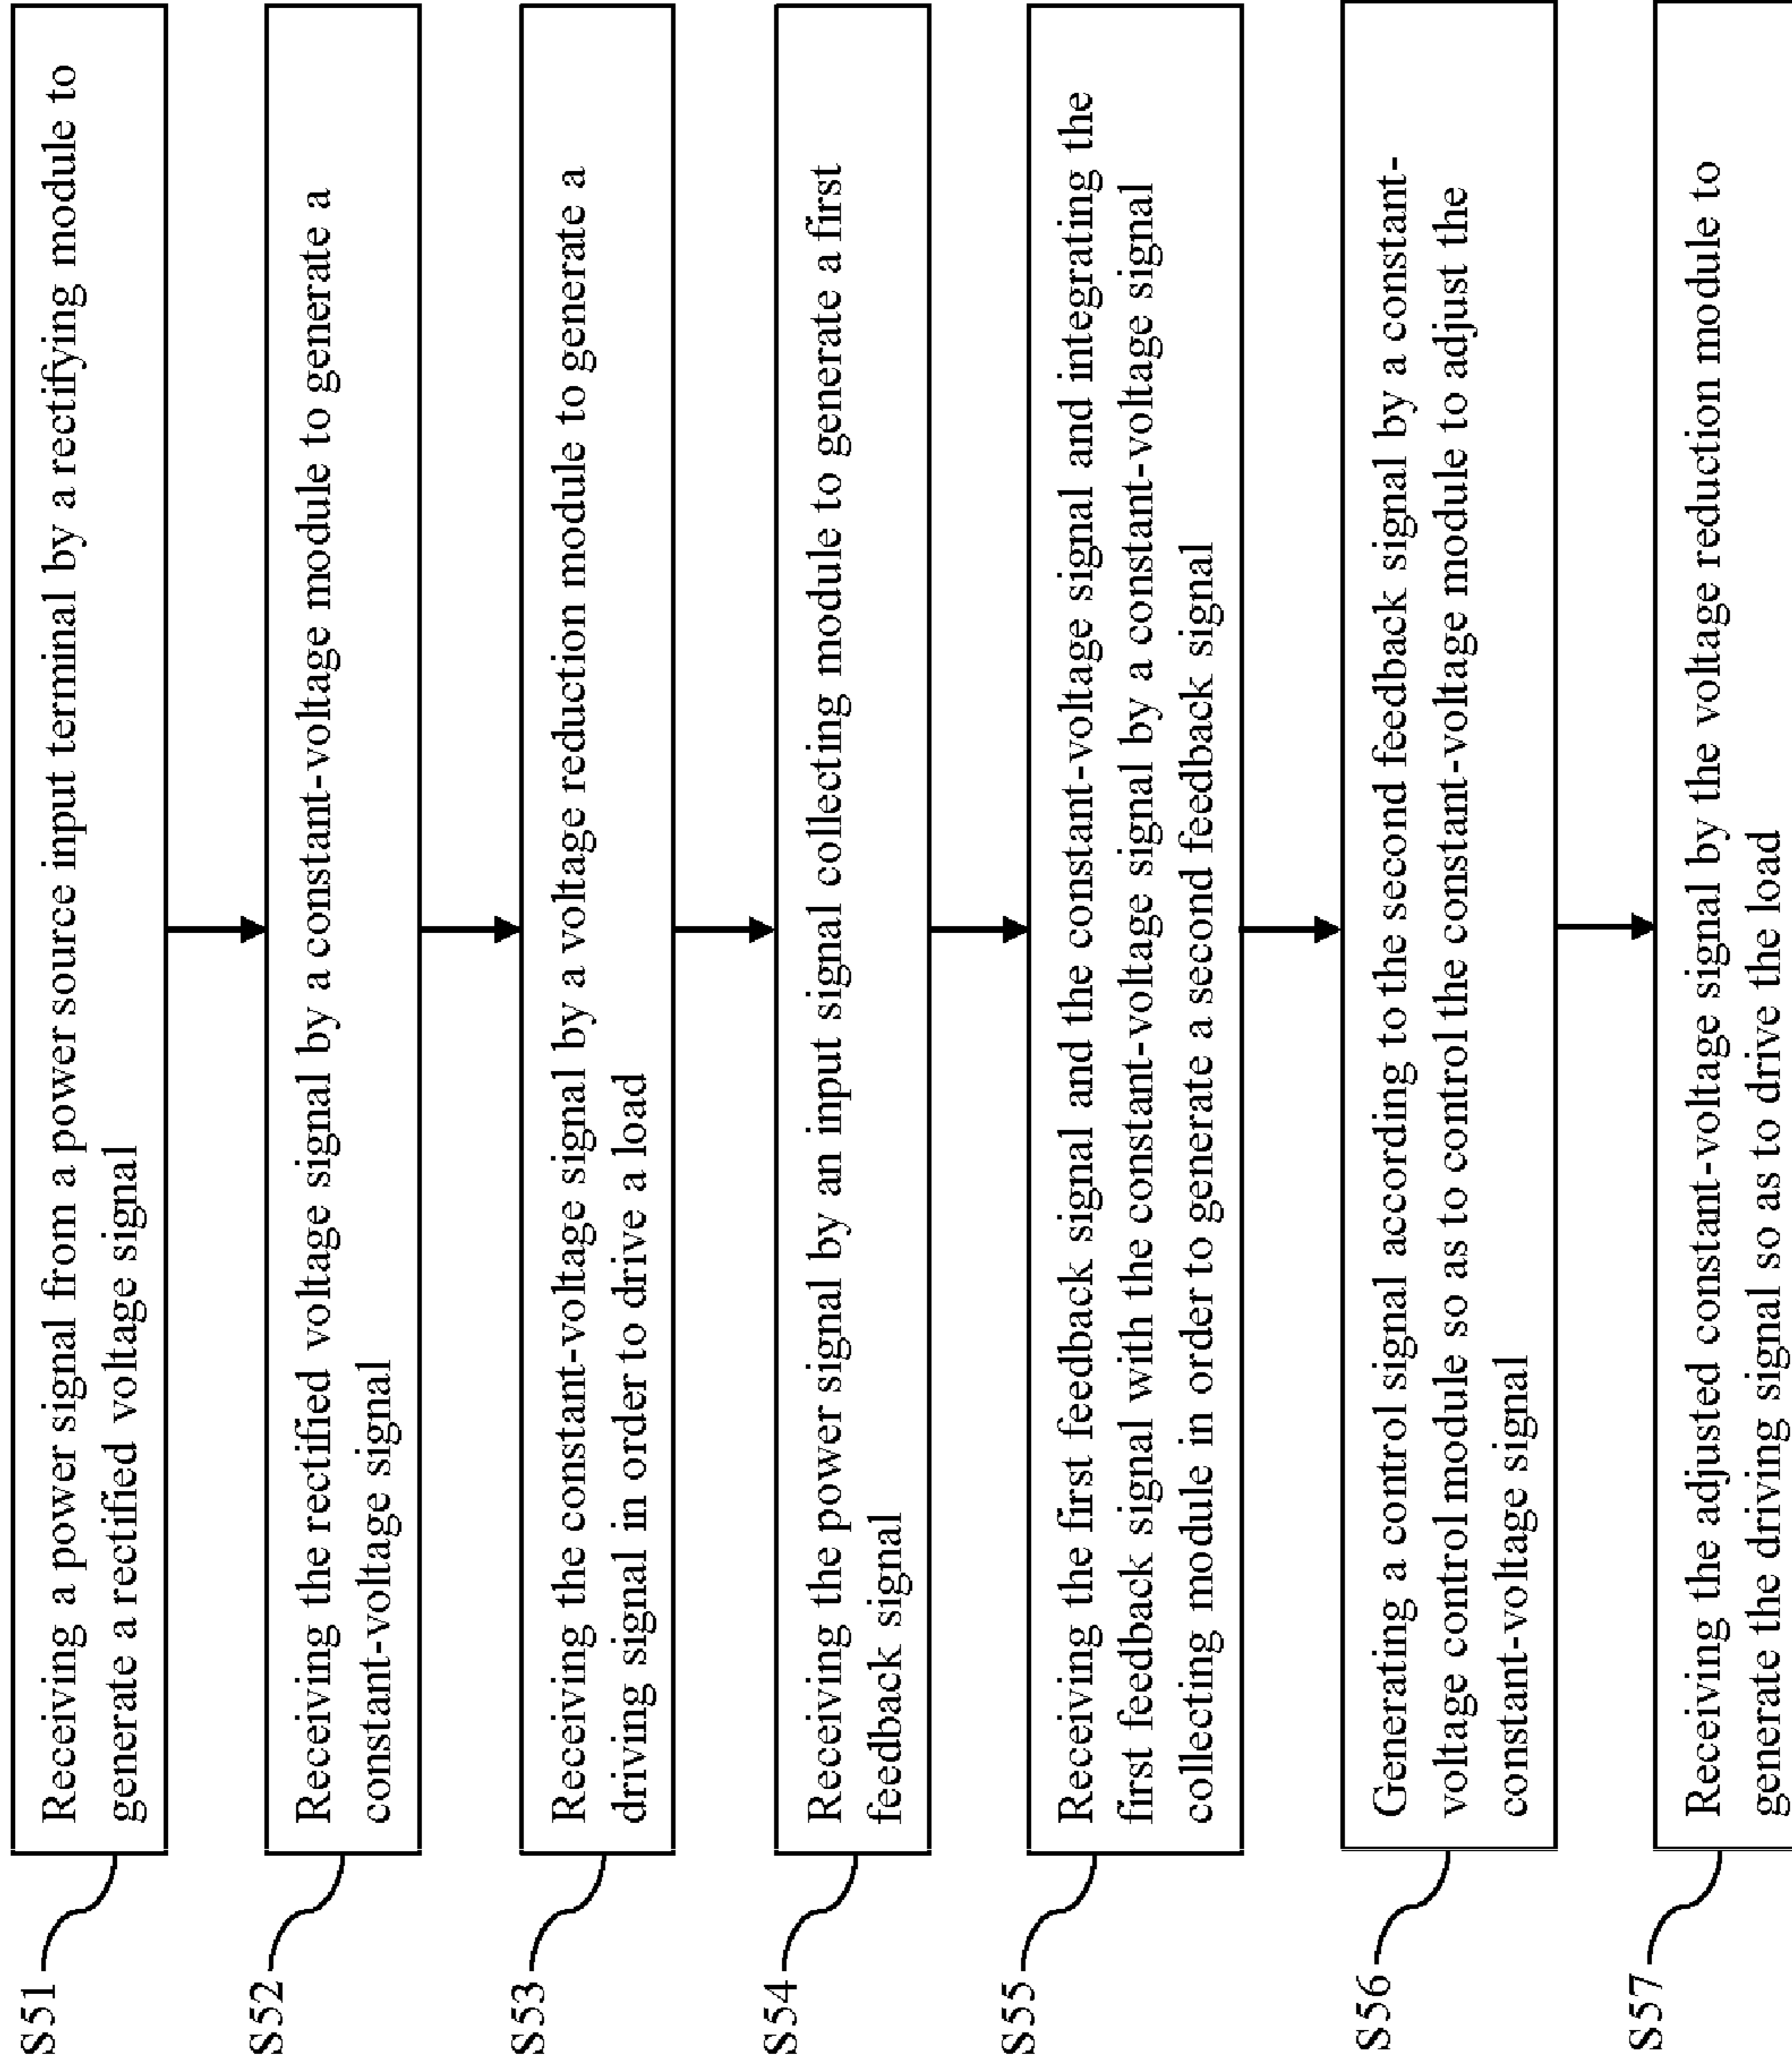 S51
Receiving a power signal from a power source input terminal by a rectifying module to
generate a rectified voltage signal
S52
Receiving the rectified voltage signal by a constant-voltage module to generate a
constant-voltage signal
S53
Receiving the constant-voltage signal by a voltage reduction module to generate a
driving signal in order to drive a load
S54
Receiving the power signal by an input signal collecting module to generate a first
feedback signal
S55
Receiving the first feedback signal and the constant-voltage signal and integrating the
first feedback signal with the constant-voltage signal by a constant-voltage signal
collecting module in order to generate a second feedback signal
S56
Generating a control signal according to the second feedback signal by a constant-
voltage control module so as to control the constant-voltage module to adjust the
constant-voltage signal
S57
Receiving the adjusted constant-voltage signal by the voltage reduction module to
generate the driving signal so as to drive the load